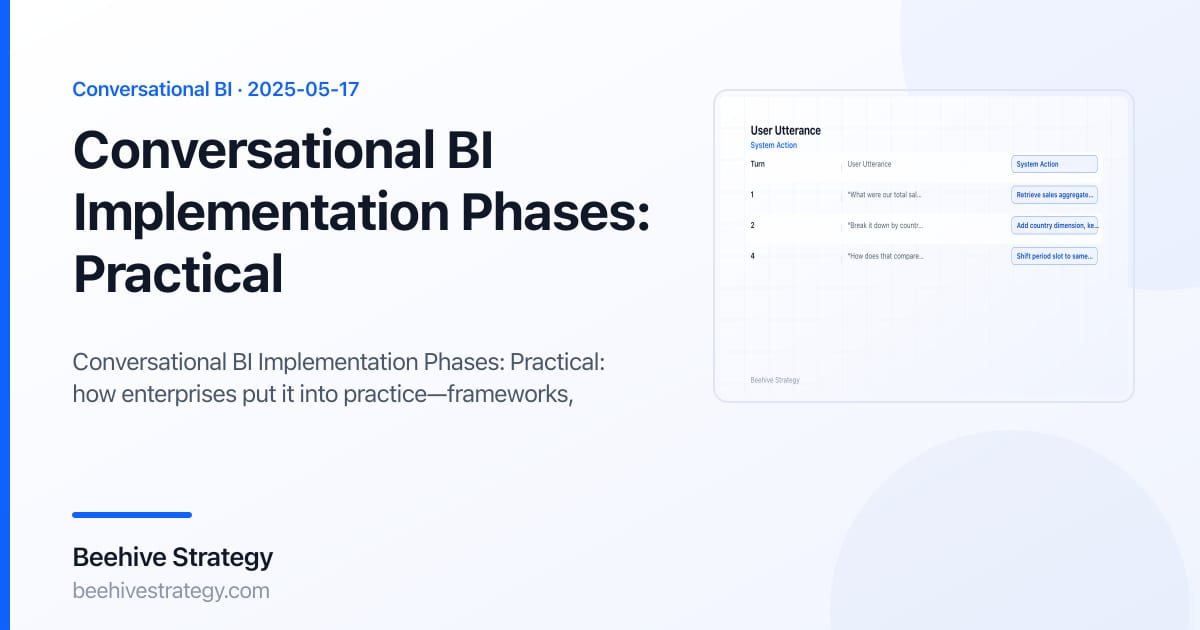 Conversational BI · 2025-05-17
Conversational BI
Implementation Phases:
Practical
Conversational BI Implementation Phases: Practical:
how enterprises put it into practice—frameworks,
Beehive Strategy
beehivestrategy.com
User Utterance
System Action
Turn User Utterance System Action
1 "What were our total sal... Retrieve sales aggregate...
2 "Break it down by countr... Add country dimension, ke...
4 "How does that compare... Shift period slot to same...
Beehive Strategy